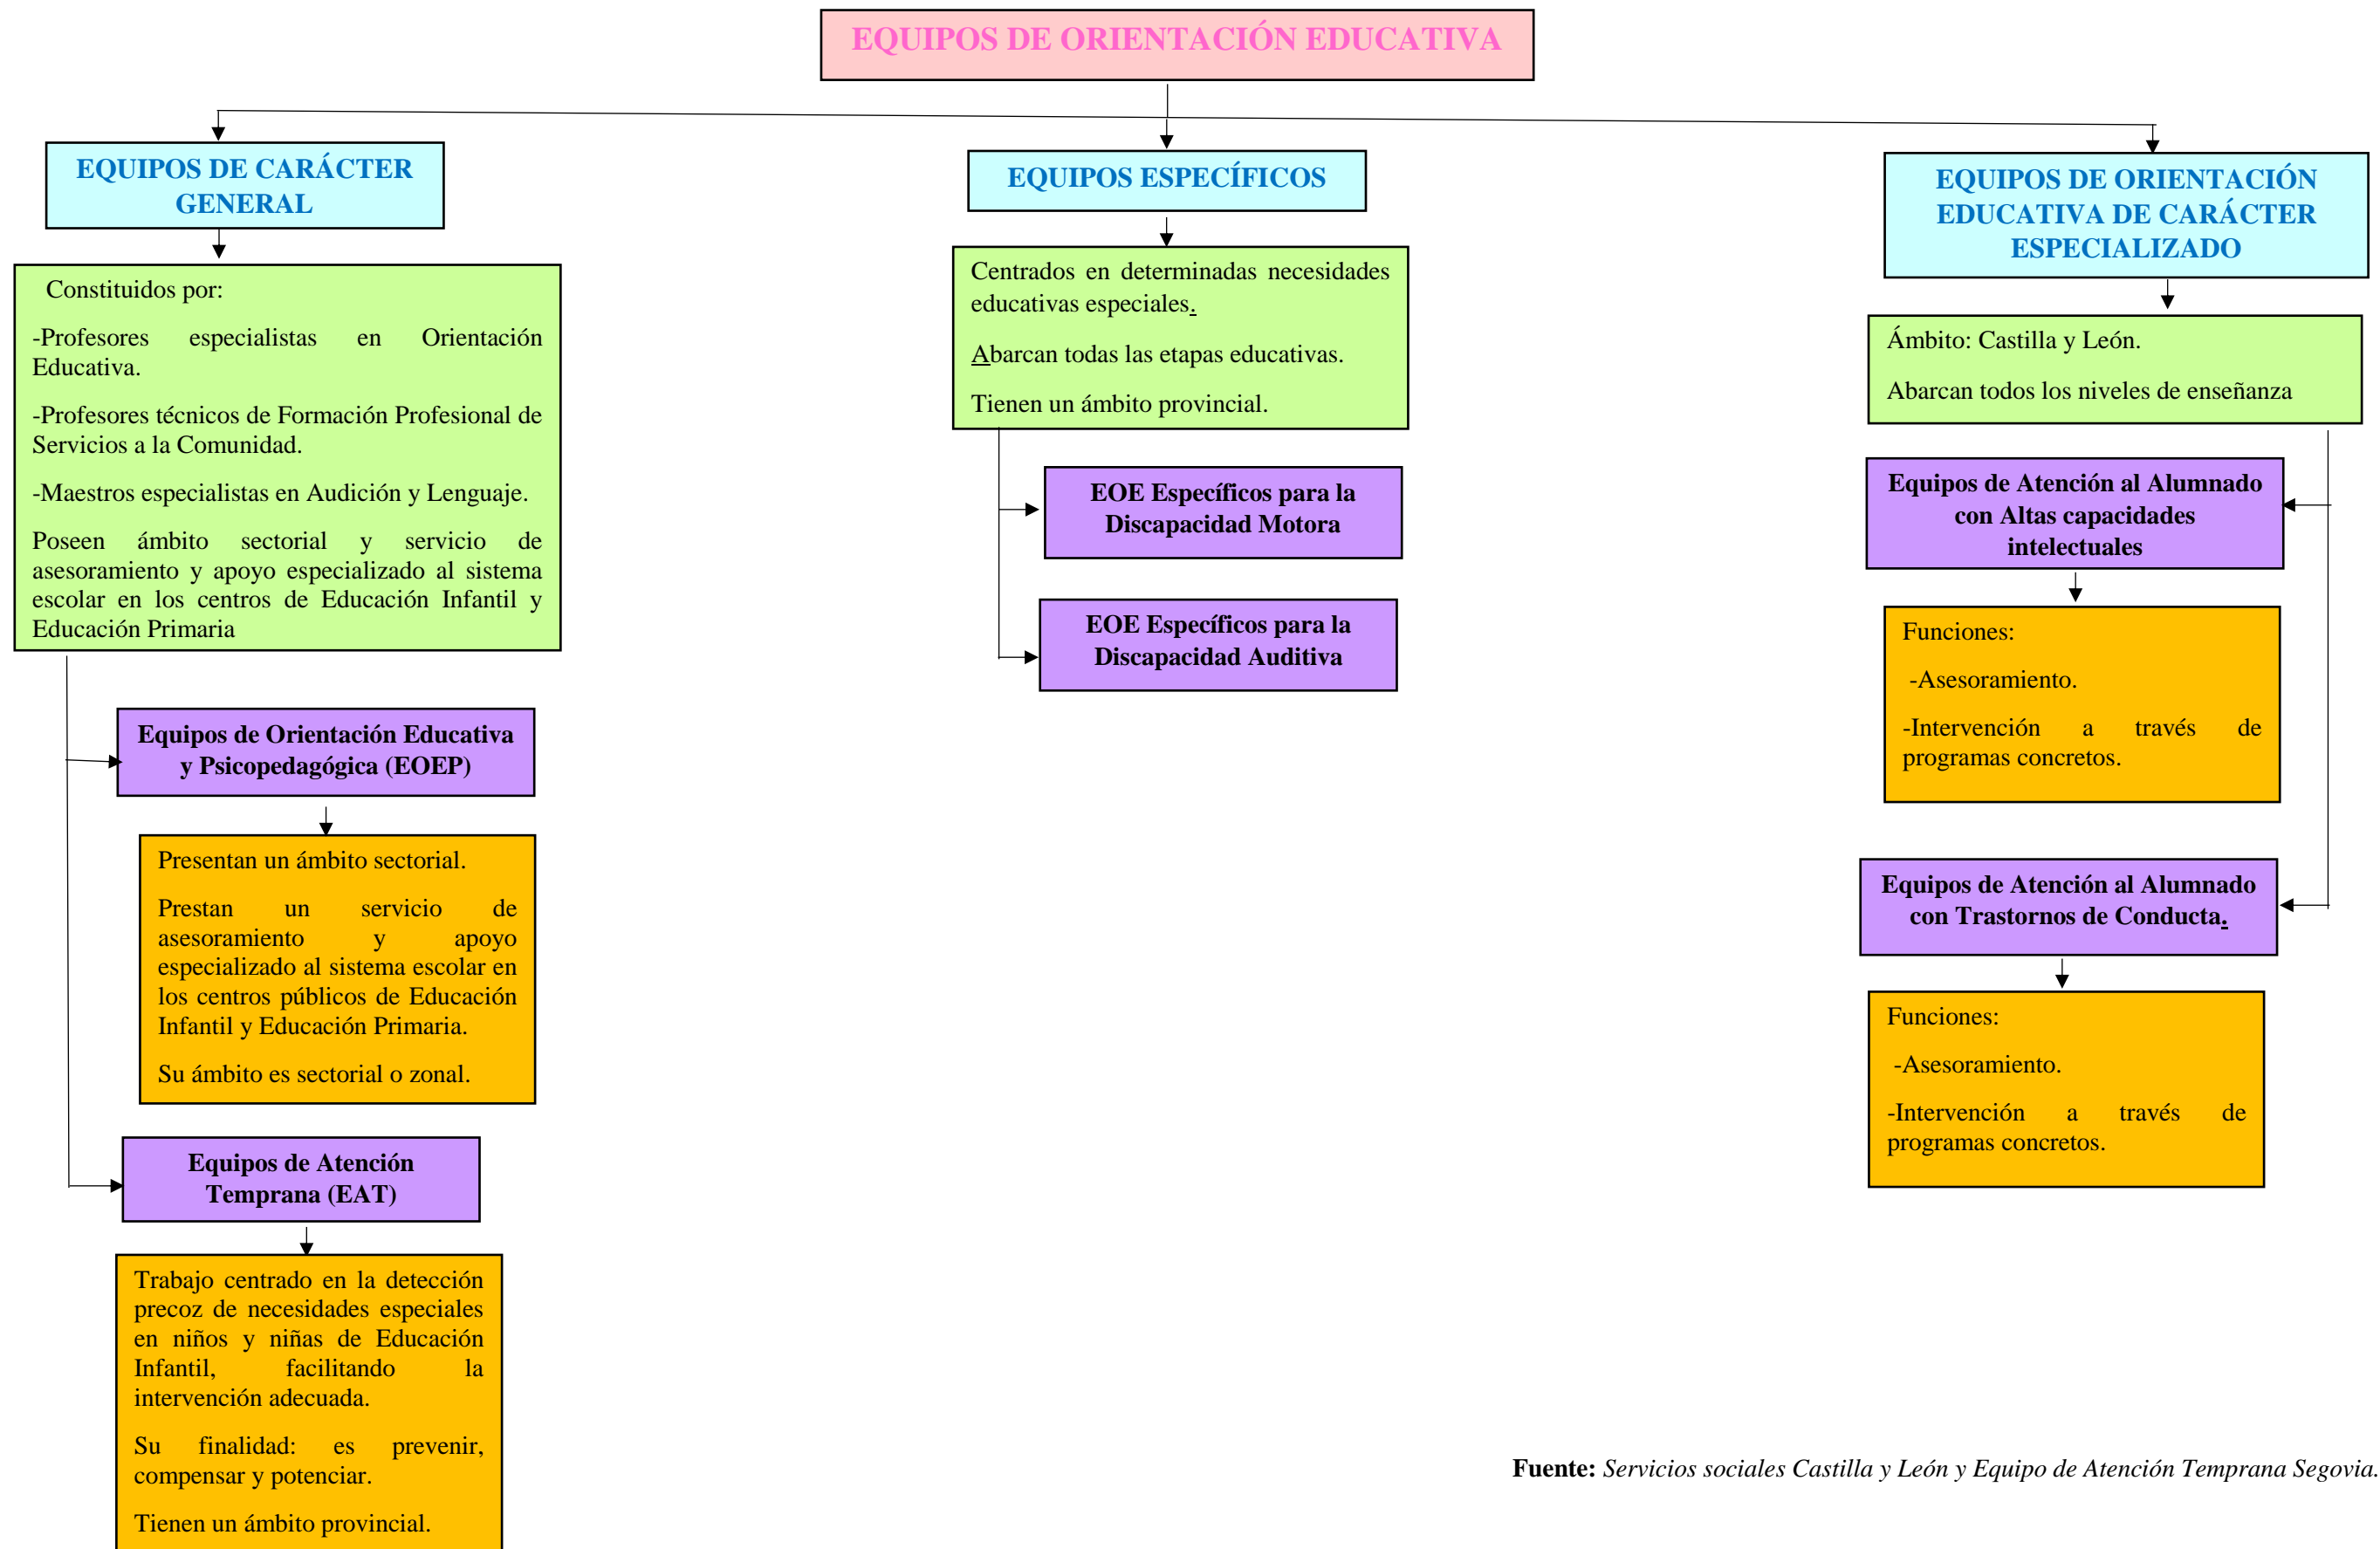 EQUIPOS DE ORIENTACIÓN EDUCATIVA
EQUIPOS DE CARÁCTER
GENERAL
Constituidos por:
-Profesores especialistas en Orientación
Educativa.
-Profesores técnicos de Formación Profesional de
Servicios a la Comunidad.
-Maestros especialistas en Audición y Lenguaje.
Poseen ámbito sectorial y servicio de
asesoramiento y apoyo especializado al sistema
escolar en los centros de Educación Infantil y
Educación Primaria
Equipos de Orientación Educativa
y Psicopedagógica (EOEP)
Presentan un ámbito sectorial.
Prestan un servicio de
asesoramiento y apoyo
especializado al sistema escolar en
los centros públicos de Educación
Infantil y Educación Primaria.
Su ámbito es sectorial o zonal.
Equipos de Atención
Temprana (EAT)
Trabajo centrado en la detección
precoz de necesidades especiales
en niños y niñas de Educación
Infantil, facilitando la
intervención adecuada.
Su finalidad: es prevenir,
compensar y potenciar.
Tienen un ámbito provincial.
EQUIPOS ESPECÍFICOS
Centrados en determinadas necesidades
educativas especiales.
Abarcan todas las etapas educativas.
Tienen un ámbito provincial.
EOE Específicos para la
Discapacidad Motora
EOE Específicos para la
Discapacidad Auditiva
EQUIPOS DE ORIENTACIÓN
EDUCATIVA DE CARÁCTER
ESPECIALIZADO
Ámbito: Castilla y León.
Abarcan todos los niveles de enseñanza
Equipos de Atención al Alumnado
con Altas capacidades
intelectuales
Funciones:
-Asesoramiento.
-Intervención a través de
programas concretos.
Equipos de Atención al Alumnado
con Trastornos de Conducta.
Funciones:
-Asesoramiento.
-Intervención a través de
programas concretos.
Fuente: Servicios sociales Castilla y León y Equipo de Atención Temprana Segovia.